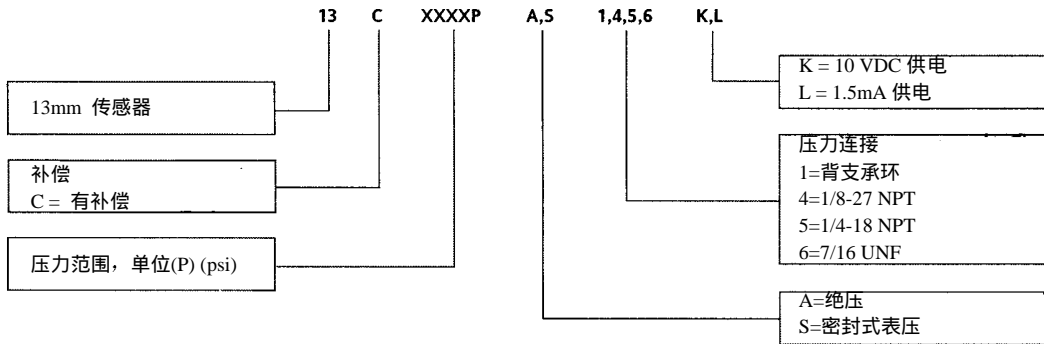 13 C XXXXP A,S 1,4,5,6 K,L
K = 10 VDC 供电
L = 1.5mA 供电
13mm 传感器
压力连接
1=背支承环
4=1/8-27 NPT
5=1/4-18 NPT
6=7/16 UNF
补偿
C = 有补偿
压力范围，单位(P) (psi)
A=绝压
S=密封式表压